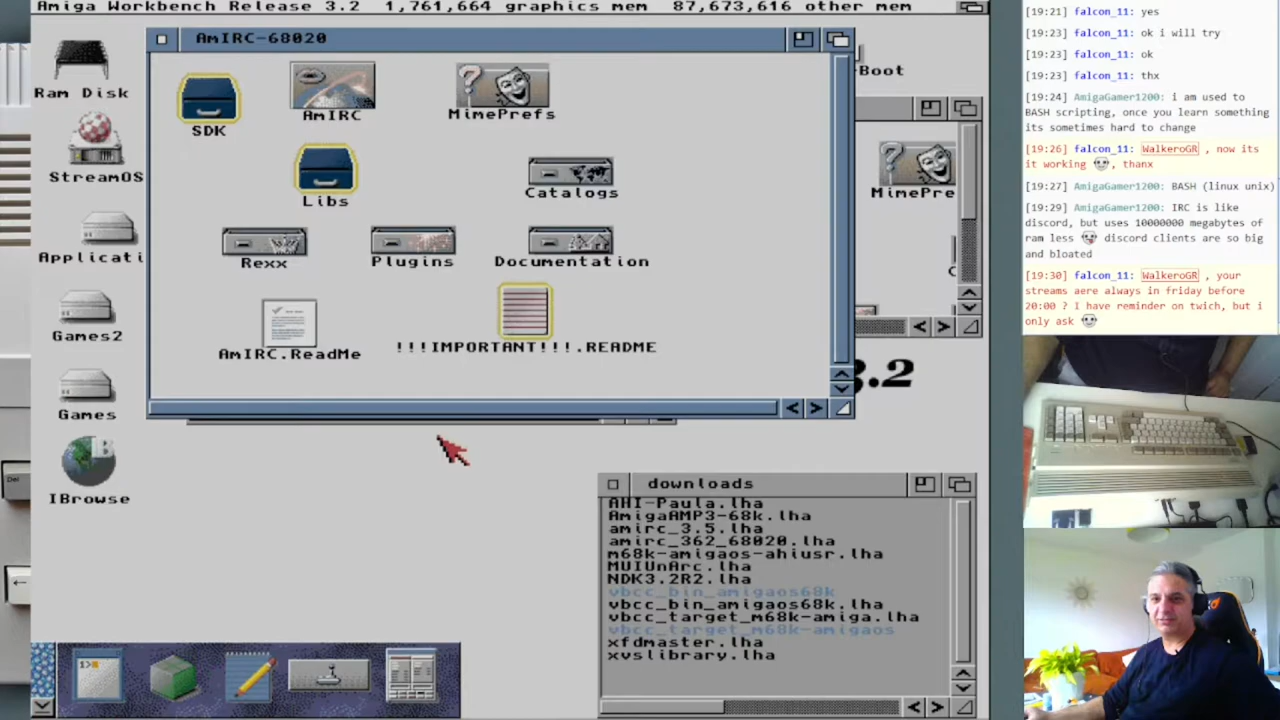 Amiga Workbench Release 3.2 1,761,664 graphics mem 87,673,616 other mem
Ram Disk
StreamOS
Applicati
Games2
Games
IBrowse
AmIRC-68020
SDK
AmIRC
MimePrefs
Libs
Catalogs
Rexx
Plugins
Documentation
AmIRC.ReadMe
!!!IMPORTANT!!!.README
Boot
MimePre
3.2
downloads
AHI-Paula.lha
AmigaAMP3-68k.lha
amirc_3.5.lha
amirc_362_68020.lha
m68k-amigaos-ahiusr.lha
MUIUnArc.lha
NDK3.2R2.lha
vbcc_bin_amigaos68k
vbcc_bin_amigaos68k.lha
vbcc_target_m68k-amiga.lha
vbcc_target_m68k-amigaos
xfdmaster.lha
xvslibrary.lha
Del
[19:21] falcon_11: yes
[19:23] falcon_11: ok i will try
[19:23] falcon_11: ok
[19:23] falcon_11: thx
[19:24] AmigaGamer1200: i am used to
BASH scripting, once you learn something
its sometimes hard to change
[19:26] falcon_11: WalkeroGR , now its
it working , thanx
[19:27] AmigaGamer1200: BASH (linux unix)
[19:29] AmigaGamer1200: IRC is like
discord, but uses 10000000 megabytes of
ram less discord clients are so big
and bloated
[19:30] falcon_11: WalkeroGR , your
streams aere always in friday before
20:00 ? I have reminder on twich, but i
only ask